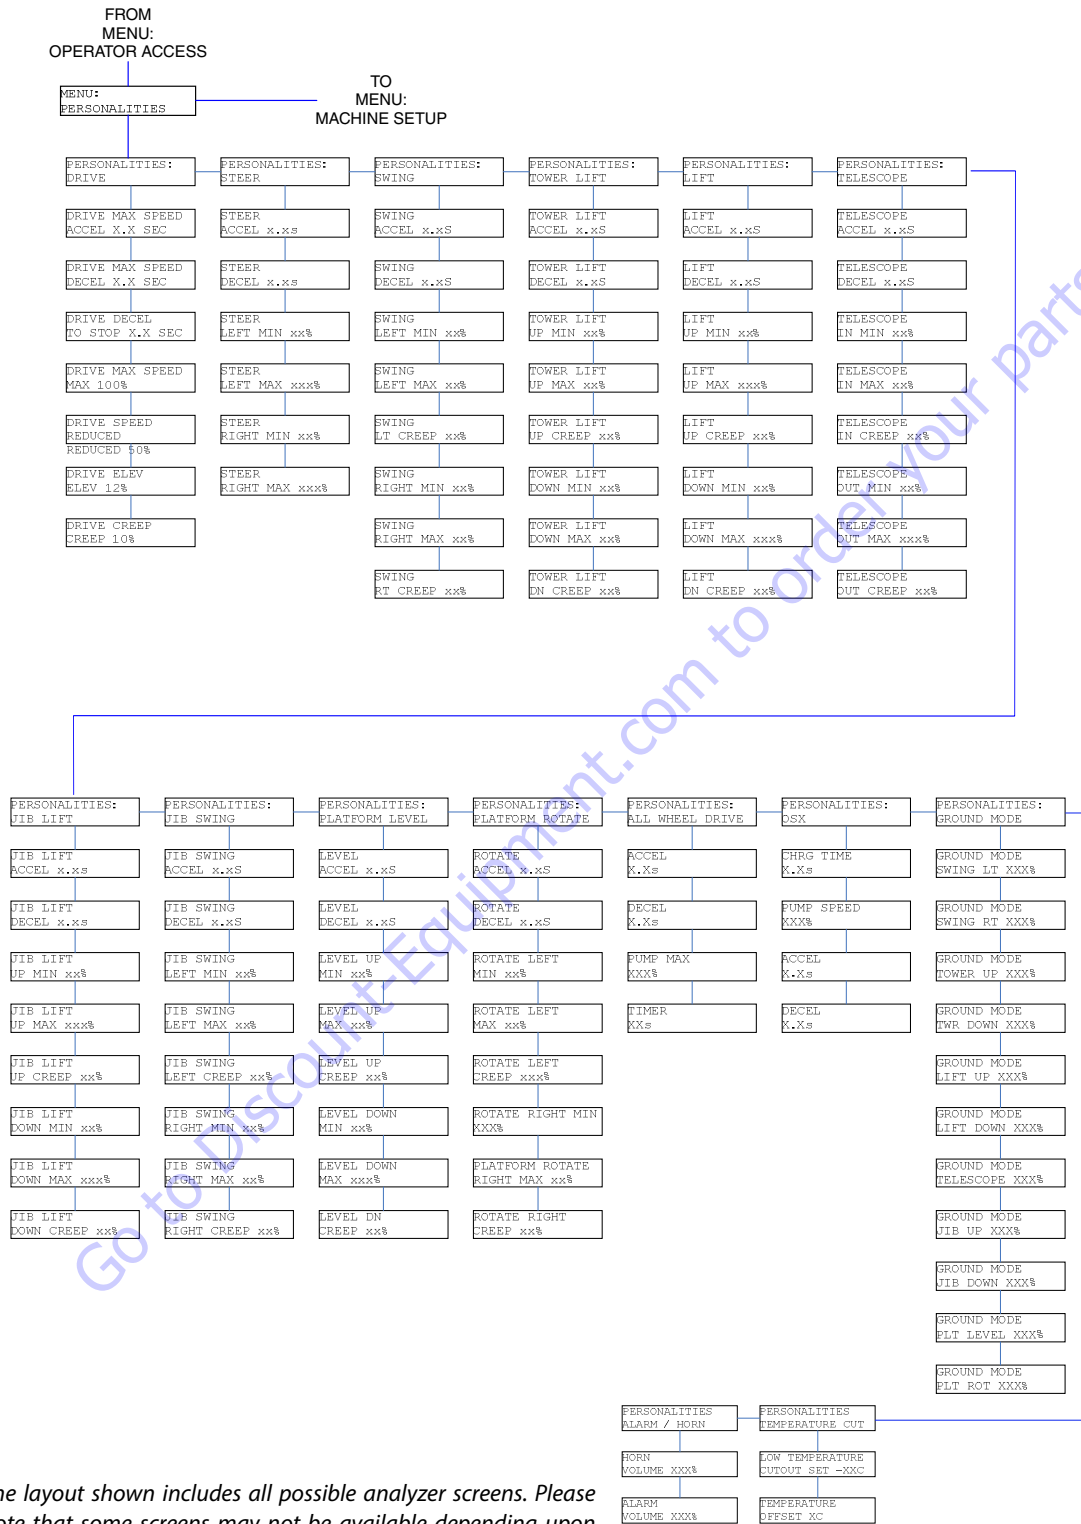 FROM
MENU:
OPERATOR ACCESS
MENU:
PERSONALITIES
TO
MENU:
MACHINE SETUP
PERSONALITIES:
DRIVE
DRIVE MAX SPEED
ACCEL X.X SEC
DRIVE MAX SPEED
DECEL X.X SEC
DRIVE DECEL
TO STOP X.X SEC
DRIVE MAX SPEED
MAX 100%
DRIVE SPEED
REDUCED
REDUCED 50%
DRIVE ELEV
ELEV 12%
DRIVE CREEP
CREEP 10%
PERSONALITIES:
STEER
STEER
ACCEL x.xs
STEER
DECEL x.xs
STEER
LEFT MIN xx%
STEER
LEFT MAX xxx%
STEER
RIGHT MIN xx%
STEER
RIGHT MAX xxx%
PERSONALITIES:
SWING
SWING
ACCEL x.xS
SWING
DECEL x.xS
SWING
LEFT MIN xx%
SWING
LEFT MAX xx%
SWING
LT CREEP xx%
SWING
RIGHT MIN xx%
SWING
RIGHT MAX xx%
SWING
RT CREEP xx%
PERSONALITIES:
TOWER LIFT
TOWER LIFT
ACCEL x.xS
TOWER LIFT
DECEL x.xS
TOWER LIFT
UP MIN xx%
TOWER LIFT
UP MAX xx%
TOWER LIFT
UP CREEP xx%
TOWER LIFT
DOWN MIN xx%
TOWER LIFT
DOWN MAX xx%
TOWER LIFT
DN CREEP xx%
PERSONALITIES:
LIFT
LIFT
ACCEL x.xS
LIFT
DECEL x.xS
LIFT
UP MIN xx%
LIFT
UP MAX xxx%
LIFT
UP CREEP xx%
LIFT
DOWN MIN xx%
LIFT
DOWN MAX xxx%
LIFT
DN CREEP xx%
PERSONALITIES:
TELESCOPE
TELESCOPE
ACCEL x.xS
TELESCOPE
DECEL x.xS
TELESCOPE
IN MIN xx%
TELESCOPE
IN MAX xx%
TELESCOPE
IN CREEP xx%
TELESCOPE
OUT MIN xx%
TELESCOPE
OUT MAX xxx%
TELESCOPE
OUT CREEP xx%
PERSONALITIES:
JIB LIFT
JIB LIFT
ACCEL x.xs
JIB LIFT
DECEL x.xs
JIB LIFT
UP MIN xx%
JIB LIFT
UP MAX xxx%
JIB LIFT
UP CREEP xx%
JIB LIFT
DOWN MIN xx%
JIB LIFT
DOWN MAX xxx%
JIB LIFT
DOWN CREEP xx%
PERSONALITIES:
JIB SWING
JIB SWING
ACCEL x.xS
JIB SWING
DECEL x.xS
JIB SWING
LEFT MIN xx%
JIB SWING
LEFT MAX xx%
JIB SWING
LEFT CREEP xx%
JIB SWING
RIGHT MIN xx%
JIB SWING
RIGHT MAX xx%
JIB SWING
RIGHT CREEP xx%
PERSONALITIES:
PLATFORM LEVEL
LEVEL
ACCEL x.xS
LEVEL
DECEL x.xS
LEVEL UP
MIN xx%
LEVEL UP
MAX xx%
LEVEL UP
CREEP xx%
LEVEL DOWN
MIN xx%
LEVEL DOWN
MAX xxx%
LEVEL DN
CREEP xx%
PERSONALITIES:
PLATFORM ROTATE
ROTATE
ACCEL x.xS
ROTATE
DECEL x.xS
ROTATE LEFT
MIN xx%
ROTATE LEFT
MAX xx%
ROTATE LEFT
CREEP xxx%
ROTATE RIGHT MIN
XXX%
PLATFORM ROTATE
RIGHT MAX xx%
ROTATE RIGHT
CREEP xx%
PERSONALITIES:
ALL WHEEL DRIVE
ACCEL
X.Xs
DECEL
X.Xs
PUMP MAX
XXX%
TIMER
XXs
PERSONALITIES:
OSX
CHRG TIME
X.Xs
PUMP SPEED
XXX%
ACCEL
X.Xs
DECEL
X.Xs
PERSONALITIES:
GROUND MODE
GROUND MODE
SWING LT XXX%
GROUND MODE
SWING RT XXX%
GROUND MODE
TOWER UP XXX%
GROUND MODE
TWR DOWN XXX%
GROUND MODE
LIFT UP XXX%
GROUND MODE
LIFT DOWN XXX%
GROUND MODE
TELESCOPE XXX%
GROUND MODE
JIB UP XXX%
GROUND MODE
JIB DOWN XXX%
GROUND MODE
PLT LEVEL XXX%
GROUND MODE
PLT ROT XXX%
PERSONALITIES
ALARM / HORN
HORN
VOLUME XXX%
ALARM
VOLUME XXX%
PERSONALITIES
TEMPERATURE CUT
LOW TEMPERATURE
CUTOUT SET -XXC
TEMPERATURE
OFFSET XC
layout shown includes all possible analyzer screens. Please
that some screens may not be available depending upon
Go to Discount-Equipment.com to order your parts